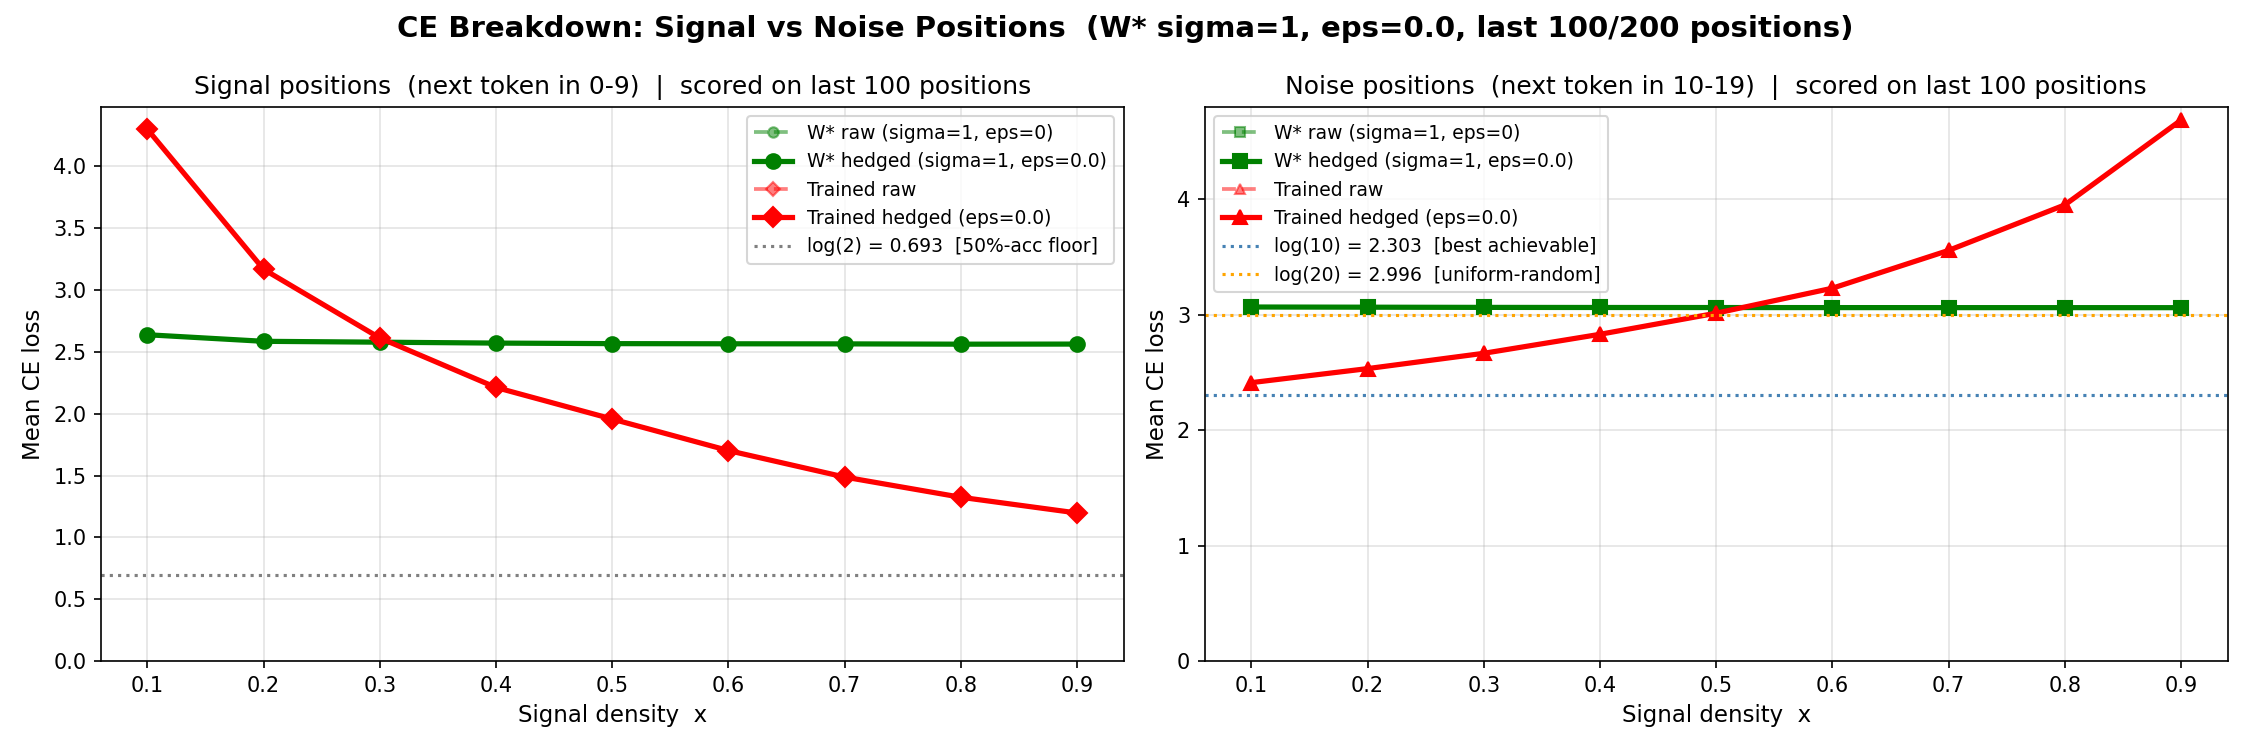 CE Breakdown: Signal vs Noise Positions (W* sigma=1, eps=0.0, last 100/200 positions)
Signal positions (next token in 0-9) | scored on last 100 positions
Mean CE loss
4.0
3.5
3.0
2.5
2.0
1.5
1.0
0.5
0.0
W* raw (sigma=1, eps=0)
W* hedged (sigma=1, eps=0.0)
Trained raw
Trained hedged (eps=0.0)
log(2) = 0.693 [50%-acc floor]
0.1 0.2 0.3 0.4 0.5 0.6 0.7 0.8 0.9
Signal density x
Noise positions (next token in 10-19) | scored on last 100 positions
Mean CE loss
4
3
2
1
0
W* raw (sigma=1, eps=0)
W* hedged (sigma=1, eps=0.0)
Trained raw
Trained hedged (eps=0.0)
log(10) = 2.303 [best achievable]
log(20) = 2.996 [uniform-random]
0.1 0.2 0.3 0.4 0.5 0.6 0.7 0.8 0.9
Signal density x